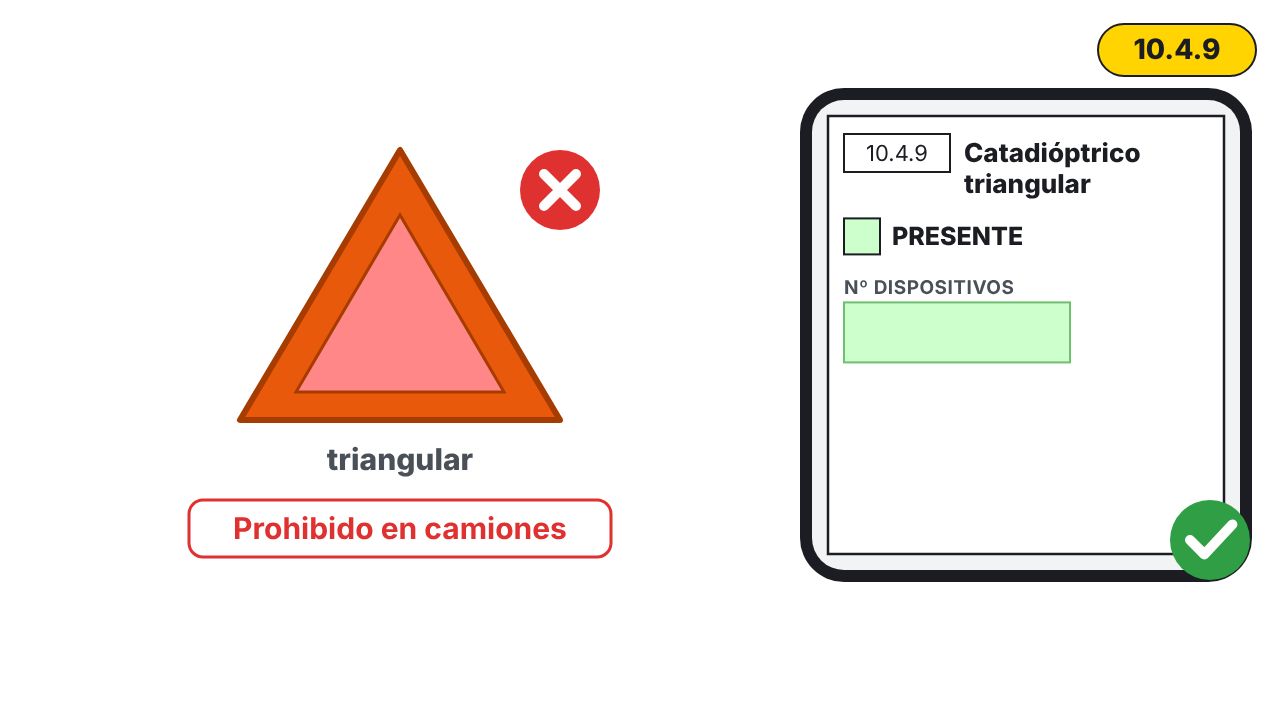 10.4.9
10.4.9
Catadióptrico
triangular
PRESENTE
Nº DISPOSITIVOS
triangular
Prohibido en camiones